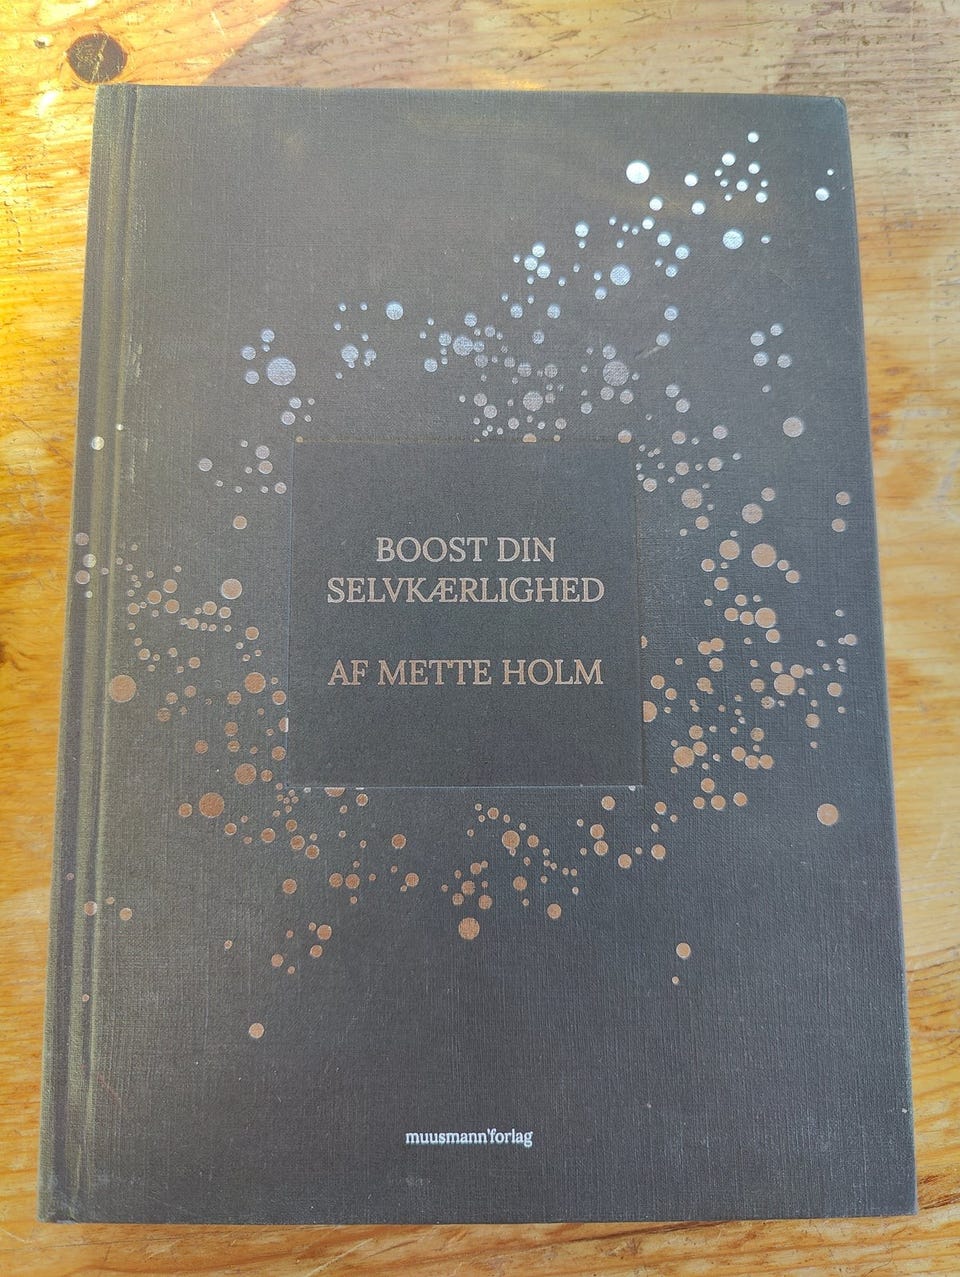 BOOST DIN
SELVKÆRLIGHED
AF METTE HOLM
muusmann'forlag